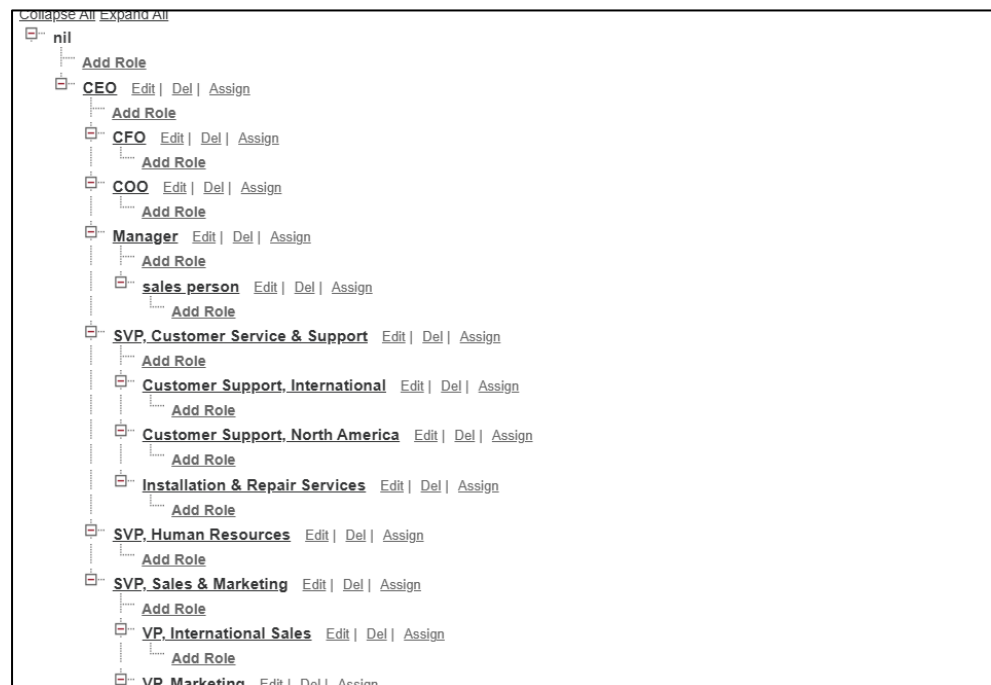 Collapse All Expand All
nil
Add Role
CEO Edit | Del | Assign
Add Role
CFO Edit | Del | Assign
Add Role
COO Edit | Del | Assign
Add Role
Manager Edit | Del | Assign
Add Role
sales person Edit | Del | Assign
Add Role
SVP, Customer Service & Support Edit | Del | Assign
Add Role
Customer Support, International Edit | Del | Assign
Add Role
Customer Support, North America Edit | Del | Assign
Add Role
Installation & Repair Services Edit | Del | Assign
Add Role
SVP, Human Resources Edit | Del | Assign
Add Role
SVP, Sales & Marketing Edit | Del | Assign
Add Role
VP, International Sales Edit | Del | Assign
Add Role
VP, Marketing Edit | Del | Assign